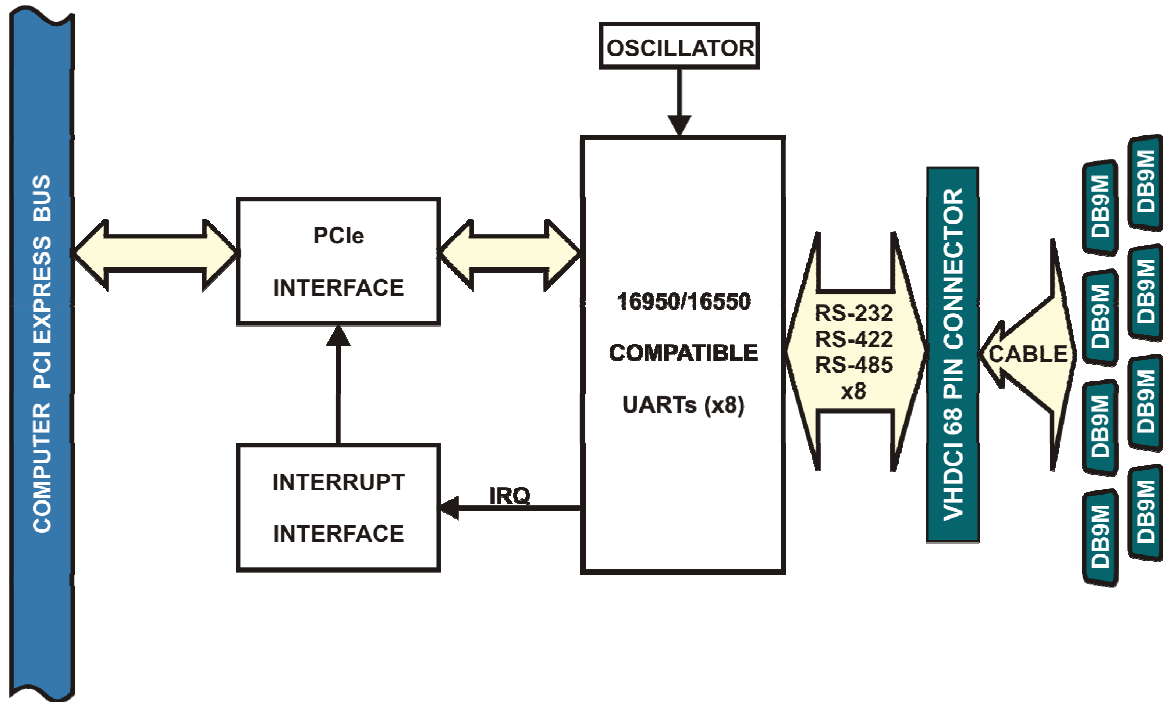 COMPUTER PCI EXPRESS BUS
OSCILLATOR
PCIe
INTERFACE
INTERRUPT
INTERFACE
IRQ
16950/16550
COMPATIBLE
UARTs (x8)
RS-232
RS-422
RS-485
x8
VHDCI 68 PIN CONNECTOR
CABLE
DB9M
DB9M
DB9M
DB9M
DB9M
DB9M
DB9M
DB9M